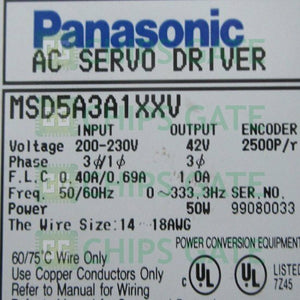 Panasonic
AC SERVO DRIVER
MSD5A3A1XXV
INPUT OUTPUT ENCODER
Voltage 200-230V 42V 2500P/r
Phase 3ϕ/1ϕ 3ϕ
F.L.C 0.40A/0.69A 1.0A
Freq. 50/60Hz 0~333.3Hz SER.NO.
Power 50W 99080033
The Wire Size:14 - 18AWG
POWER CONVERSION EQUIPMENT
60/75°C Wire Only
Use Copper Conductors Only
Refer to Manual for Wiring
UL UL LISTED
7Z45
CHIPS GATE